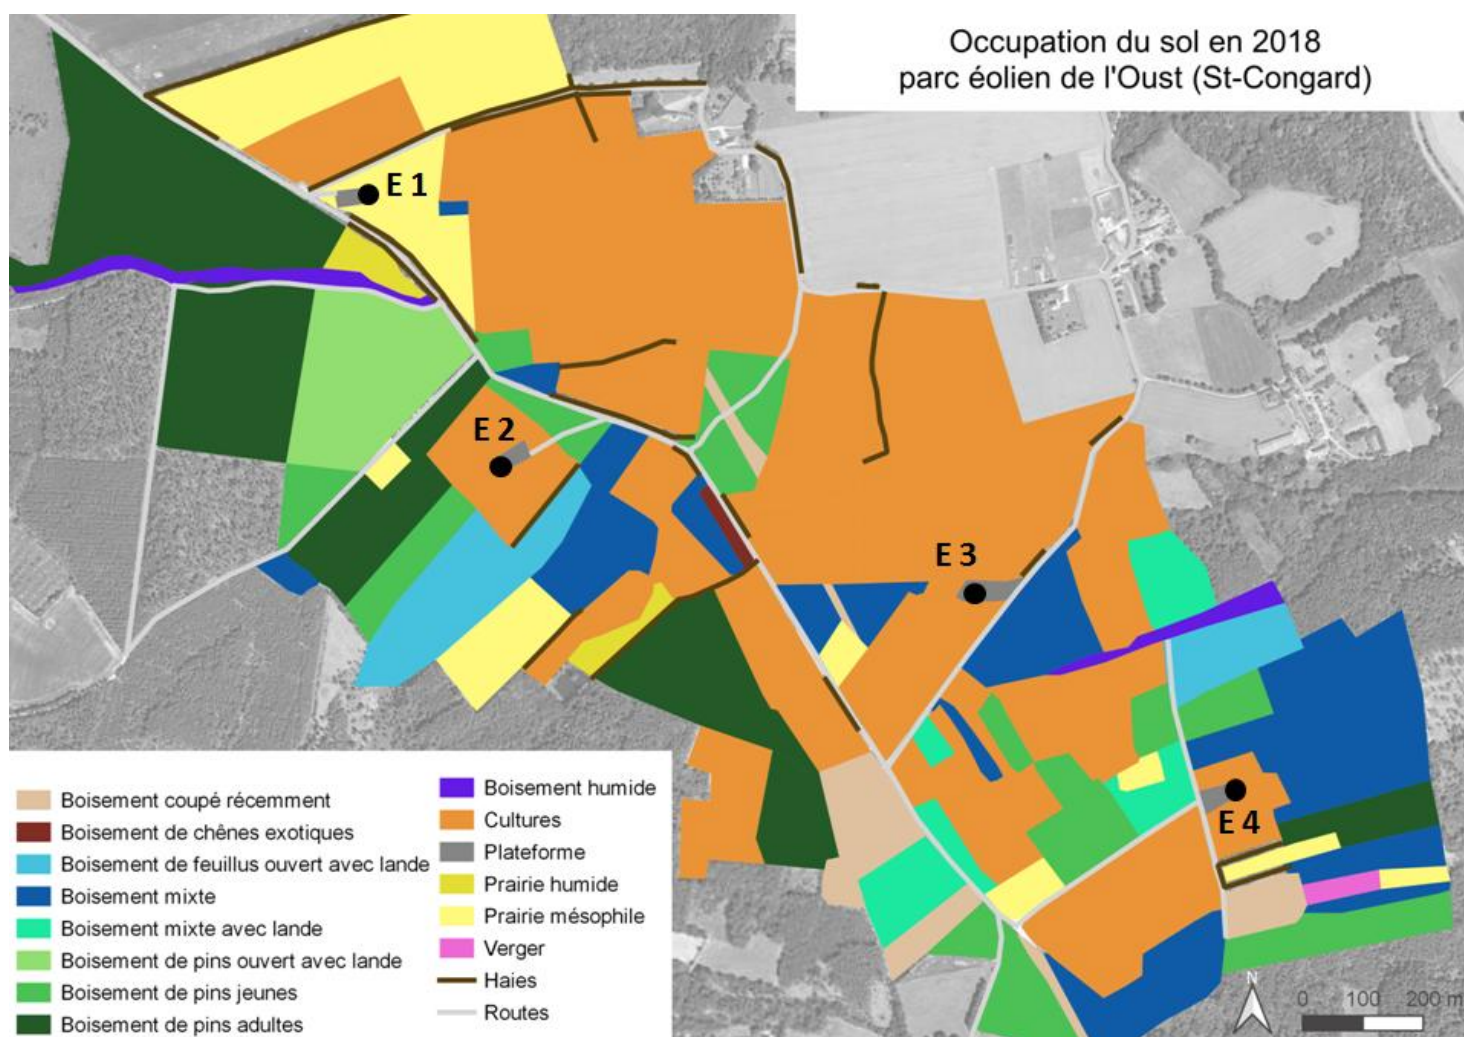 Occupation du sol en 2018
parc éolien de l'Oust (St-Congard)
E 1
E 2
E 3
E 4
Boisement coupé récemment
Boisement de chênes exotiques
Boisement de feuillus ouvert avec lande
Boisement mixte
Boisement mixte avec lande
Boisement de pins ouvert avec lande
Boisement de pins jeunes
Boisement de pins adultes
Boisement humide
Cultures
Plateforme
Prairie humide
Prairie mésophile
Verger
Haies
Routes
N
0 100 200 m